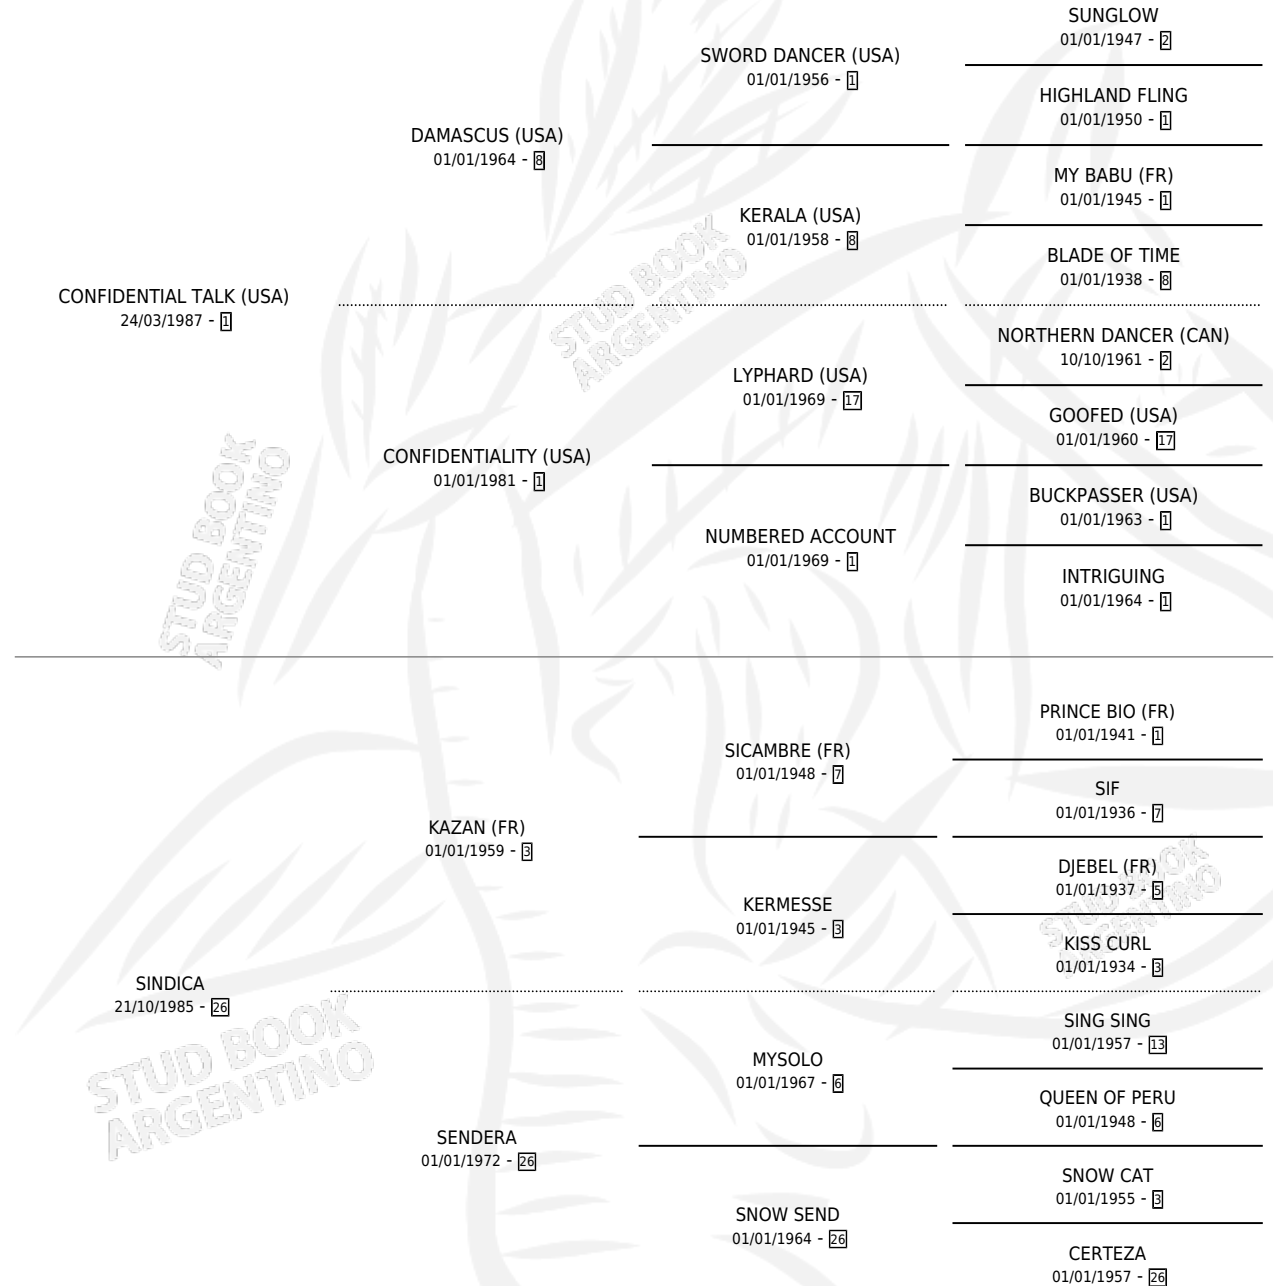 SUNGLOW
01/01/1947 - 2
SWORD DANCER (USA)
01/01/1956 - 1
HIGHLAND FLING
01/01/1950 - 1
DAMASCUS (USA)
01/01/1964 - 8
MY BABU (FR)
01/01/1945 - 1
KERALA (USA)
01/01/1958 - 8
BLADE OF TIME
01/01/1938 - 8
CONFIDENTIAL TALK (USA)
24/03/1987 - 1
NORTHERN DANCER (CAN)
10/10/1961 - 2
LYPHARD (USA)
01/01/1969 - 17
GOOFED (USA)
01/01/1960 - 17
CONFIDENTIALITY (USA)
01/01/1981 - 1
BUCKPASSER (USA)
01/01/1963 - 1
NUMBERED ACCOUNT
01/01/1969 - 1
INTRIGUING
01/01/1964 - 1
PRINCE BIO (FR)
01/01/1941 - 1
SICAMBRE (FR)
01/01/1948 - 7
SIF
01/01/1936 - 7
KAZAN (FR)
01/01/1959 - 3
DJEBEL (FR)
01/01/1937 - 5
KERMESSE
01/01/1945 - 3
KISS CURL
01/01/1934 - 3
SINDICA
21/10/1985 - 26
SING SING
01/01/1957 - 13
MYSOLO
01/01/1967 - 6
QUEEN OF PERU
01/01/1948 - 6
SENDERA
01/01/1972 - 26
SNOW CAT
01/01/1955 - 3
SNOW SEND
01/01/1964 - 26
CERTEZA
01/01/1957 - 26
STUD BOOK
ARGENTINO
STUD BOOK
ARGENTINO
STUD BOOK
ARGENTINO
STUD BOOK
ARGENTINO